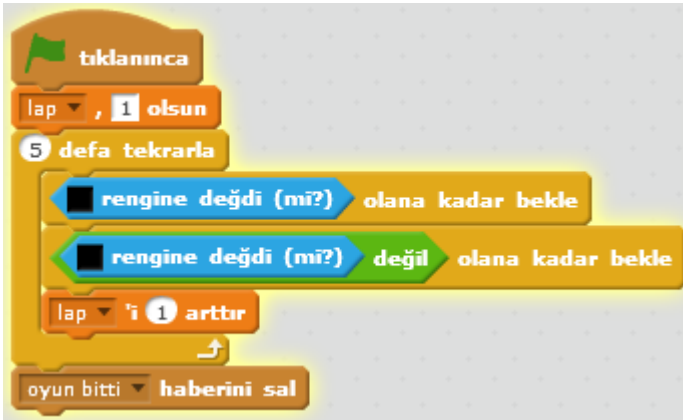 tıklanınca
lap , 1 olsun
5 defa tekrarla
rengine değdi (mi?) olana kadar bekle
rengine değdi (mi?) değil olana kadar bekle
lap 'i 1 arttır
oyun bitti haberini sal